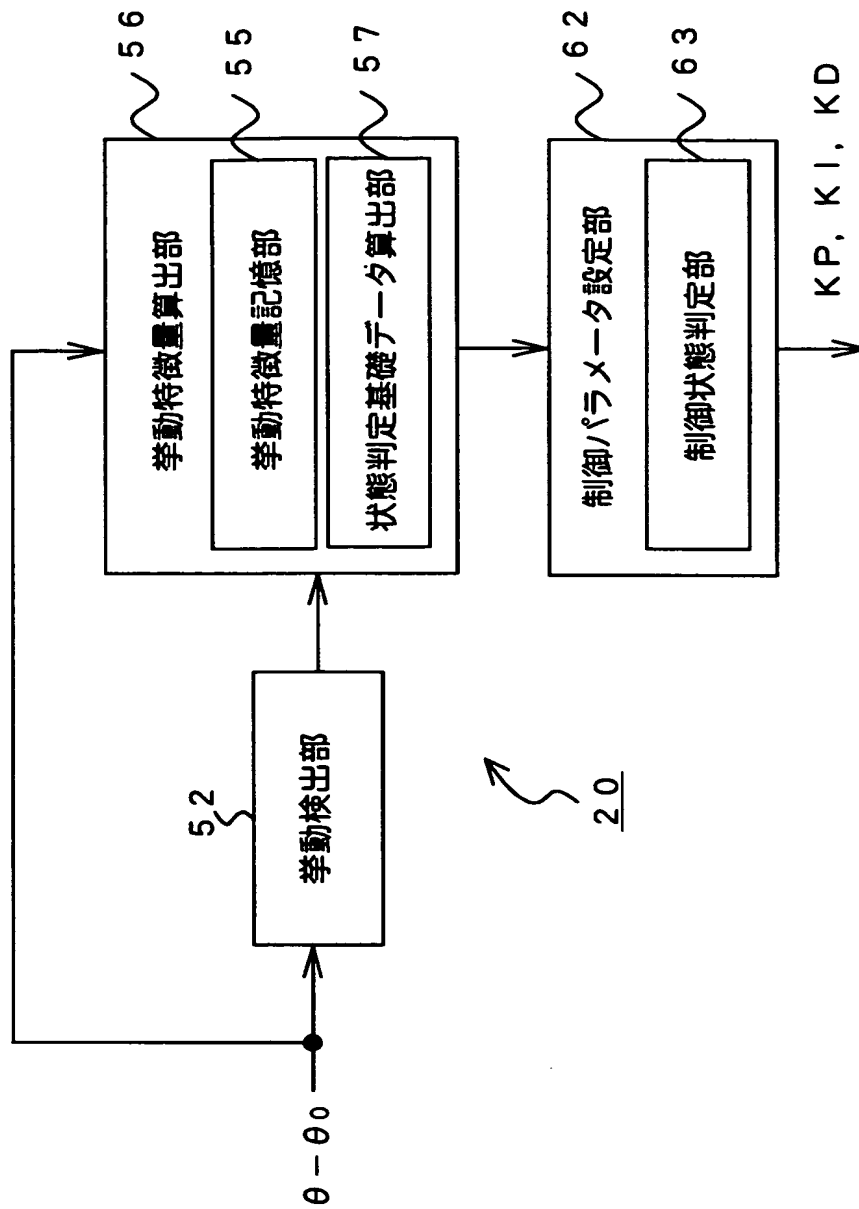 θ-θ0
52
挙動検出部
56
挙動特徴量算出部
55
挙動特徴量記憶部
57
状態判定基礎データ算出部
62
制御パラメータ設定部
63
制御状態判定部
KP, KI, KD
20